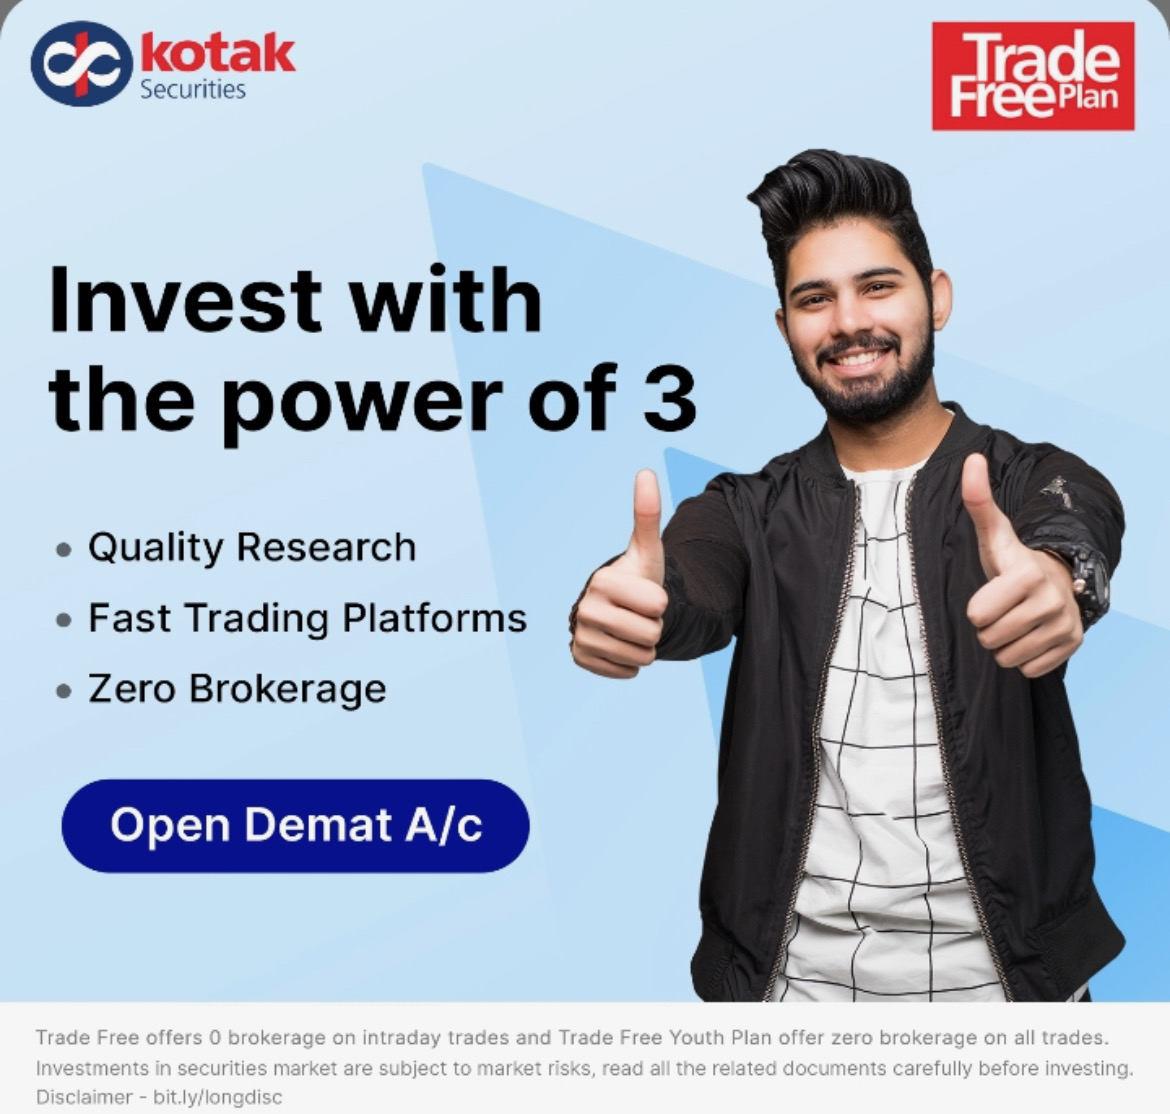 kotak
Securities
Trade
Free Plan
Invest with
the power of 3
• Quality Research
• Fast Trading Platforms
• Zero Brokerage
Open Demat A/c
Trade Free offers 0 brokerage on intraday trades and Trade Free Youth Plan offer zero brokerage on all trades.
Investments in securities market are subject to market risks, read all the related documents carefully before investing.
Disclaimer - bit.ly/longdisc